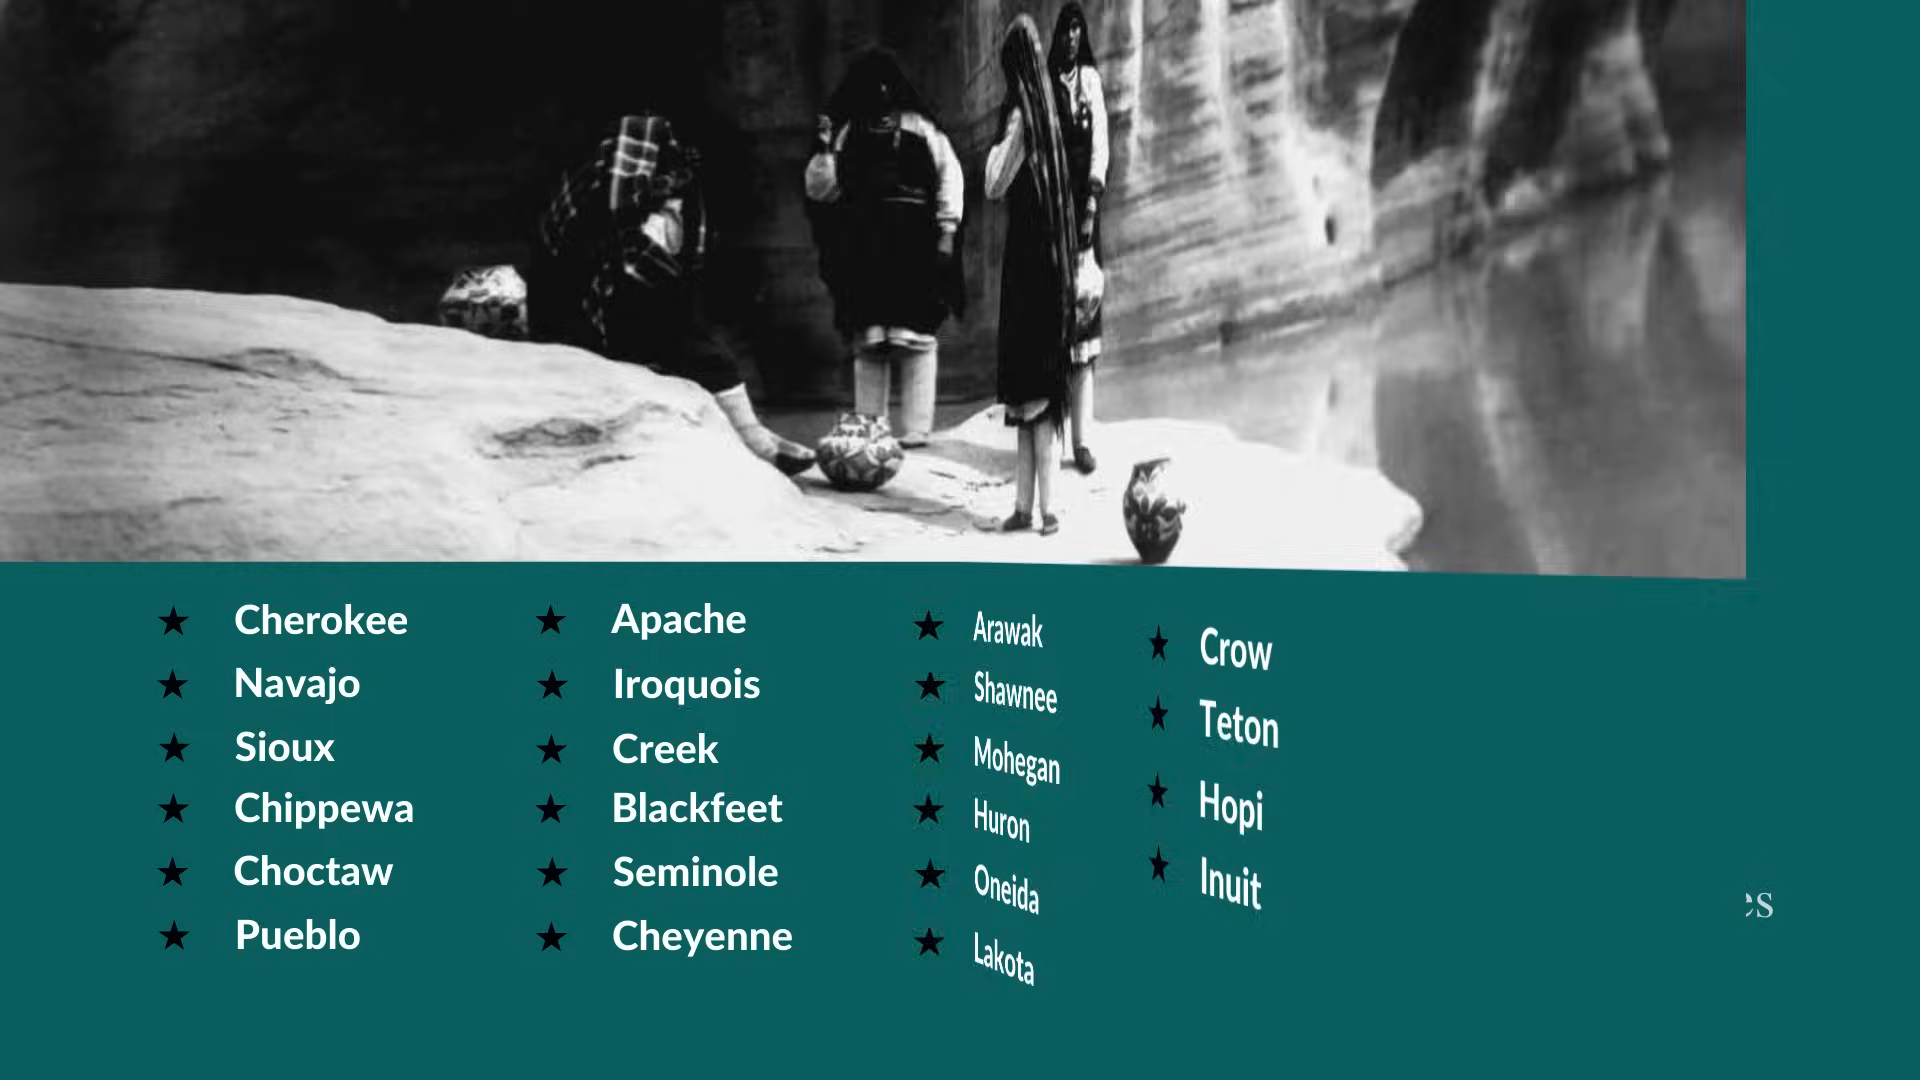 Cherokee
Navajo
Sioux
Chippewa
Choctaw
Pueblo
Apache
Iroquois
Creek
Blackfeet
Seminole
Cheyenne
Arawak
Shawnee
Mohegan
Huron
Oneida
Lakota
Crow
Teton
Hopi
Inuit